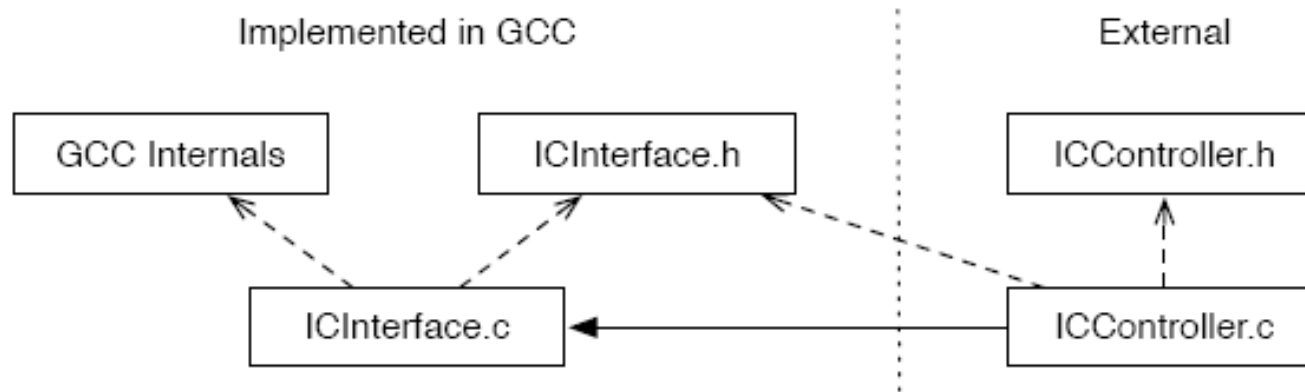 Implemented in GCC
External
GCC Internals
ICInterface.h
ICController.h
ICInterface.c
ICController.c